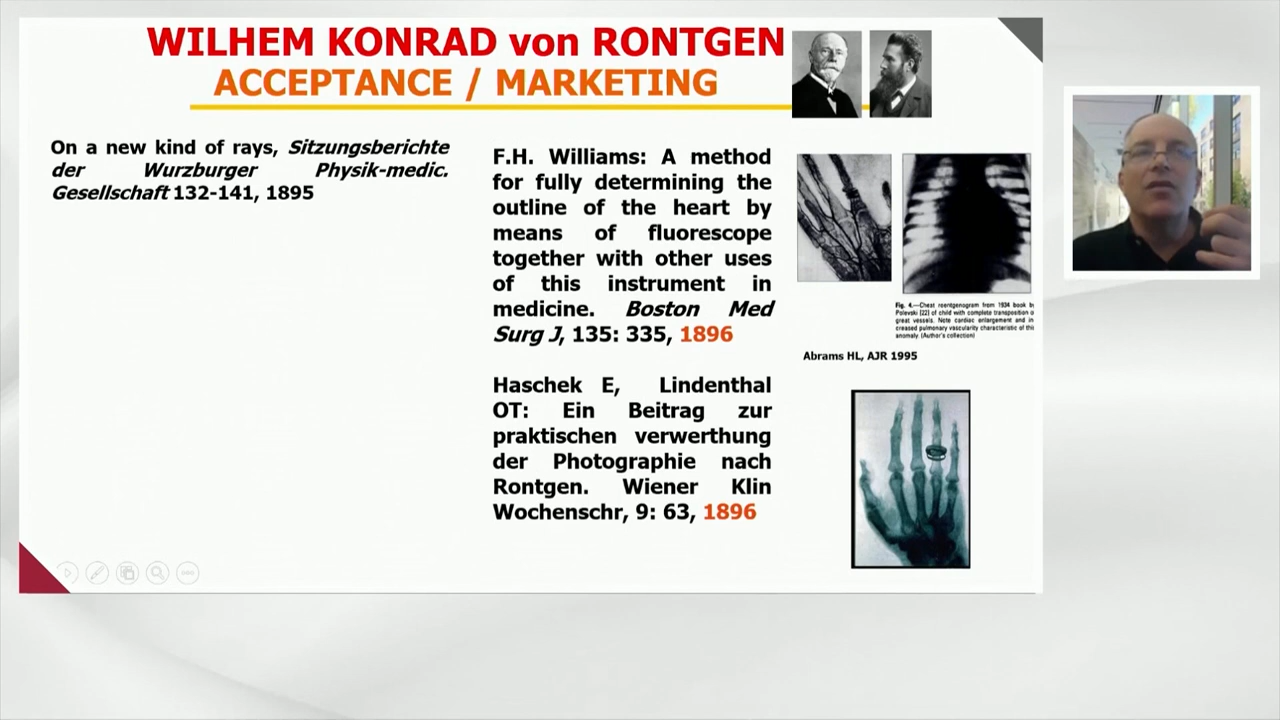 WILHEM KONRAD von RONTGEN
ACCEPTANCE / MARKETING
On a new kind of rays, Sitzungsberichte
der Wurzburger Physik-medic.
Gesellschaft 132-141, 1895
F.H. Williams: A method
for fully determining the
outline of the heart by
means of fluorescope
together with other uses
of this instrument in
medicine. Boston Med
Surg J, 135: 335, 1896
Haschek E, Lindenthal
OT: Ein Beitrag zur
praktischen verwerthung
der Photographie nach
Rontgen. Wiener Klin
Wochenschr, 9: 63, 1896
Fig. 4.—Chest roentgenogram from 1934 book b
Polevski [22] of child with complete transposition o
great vessels. Note cardiac enlargement and in-
creased pulmonary vascularity characteristic of this
anomaly. (Author's collection)
Abrams HL, AJR 1995